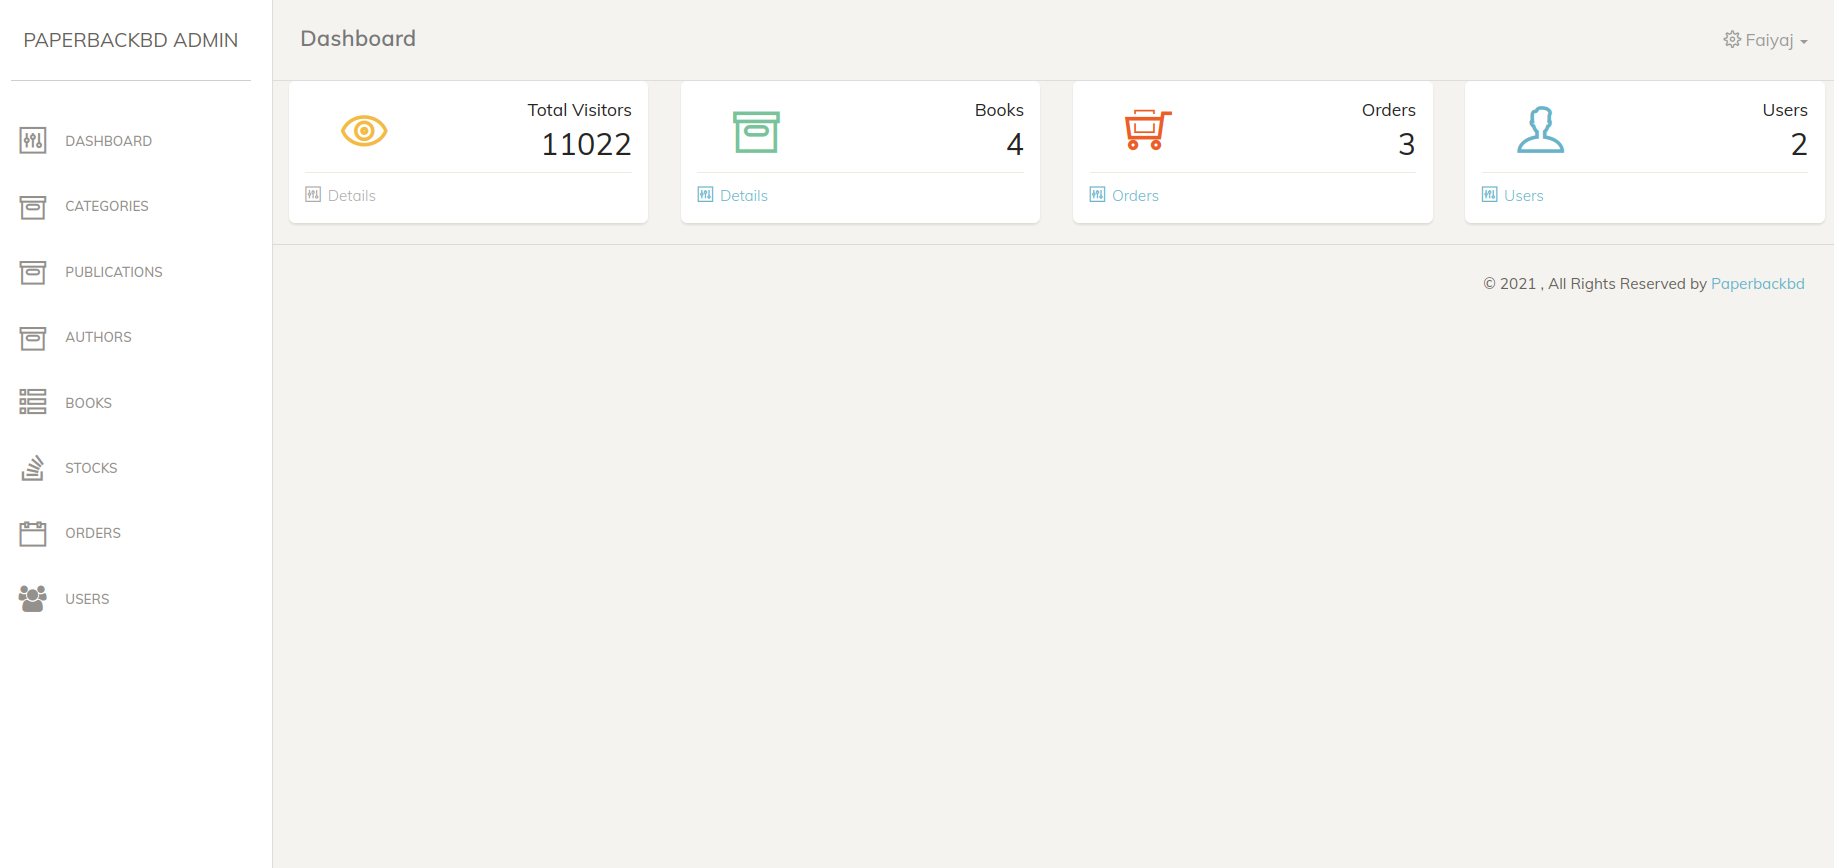 PAPERBACKBD ADMIN
DASHBOARD
CATEGORIES
PUBLICATIONS
AUTHORS
BOOKS
STOCKS
ORDERS
USERS
Dashboard
Faiyaj
Total Visitors
11022
Details
Books
4
Details
Orders
3
Orders
Users
2
Users
© 2021 , All Rights Reserved by Paperbackbd